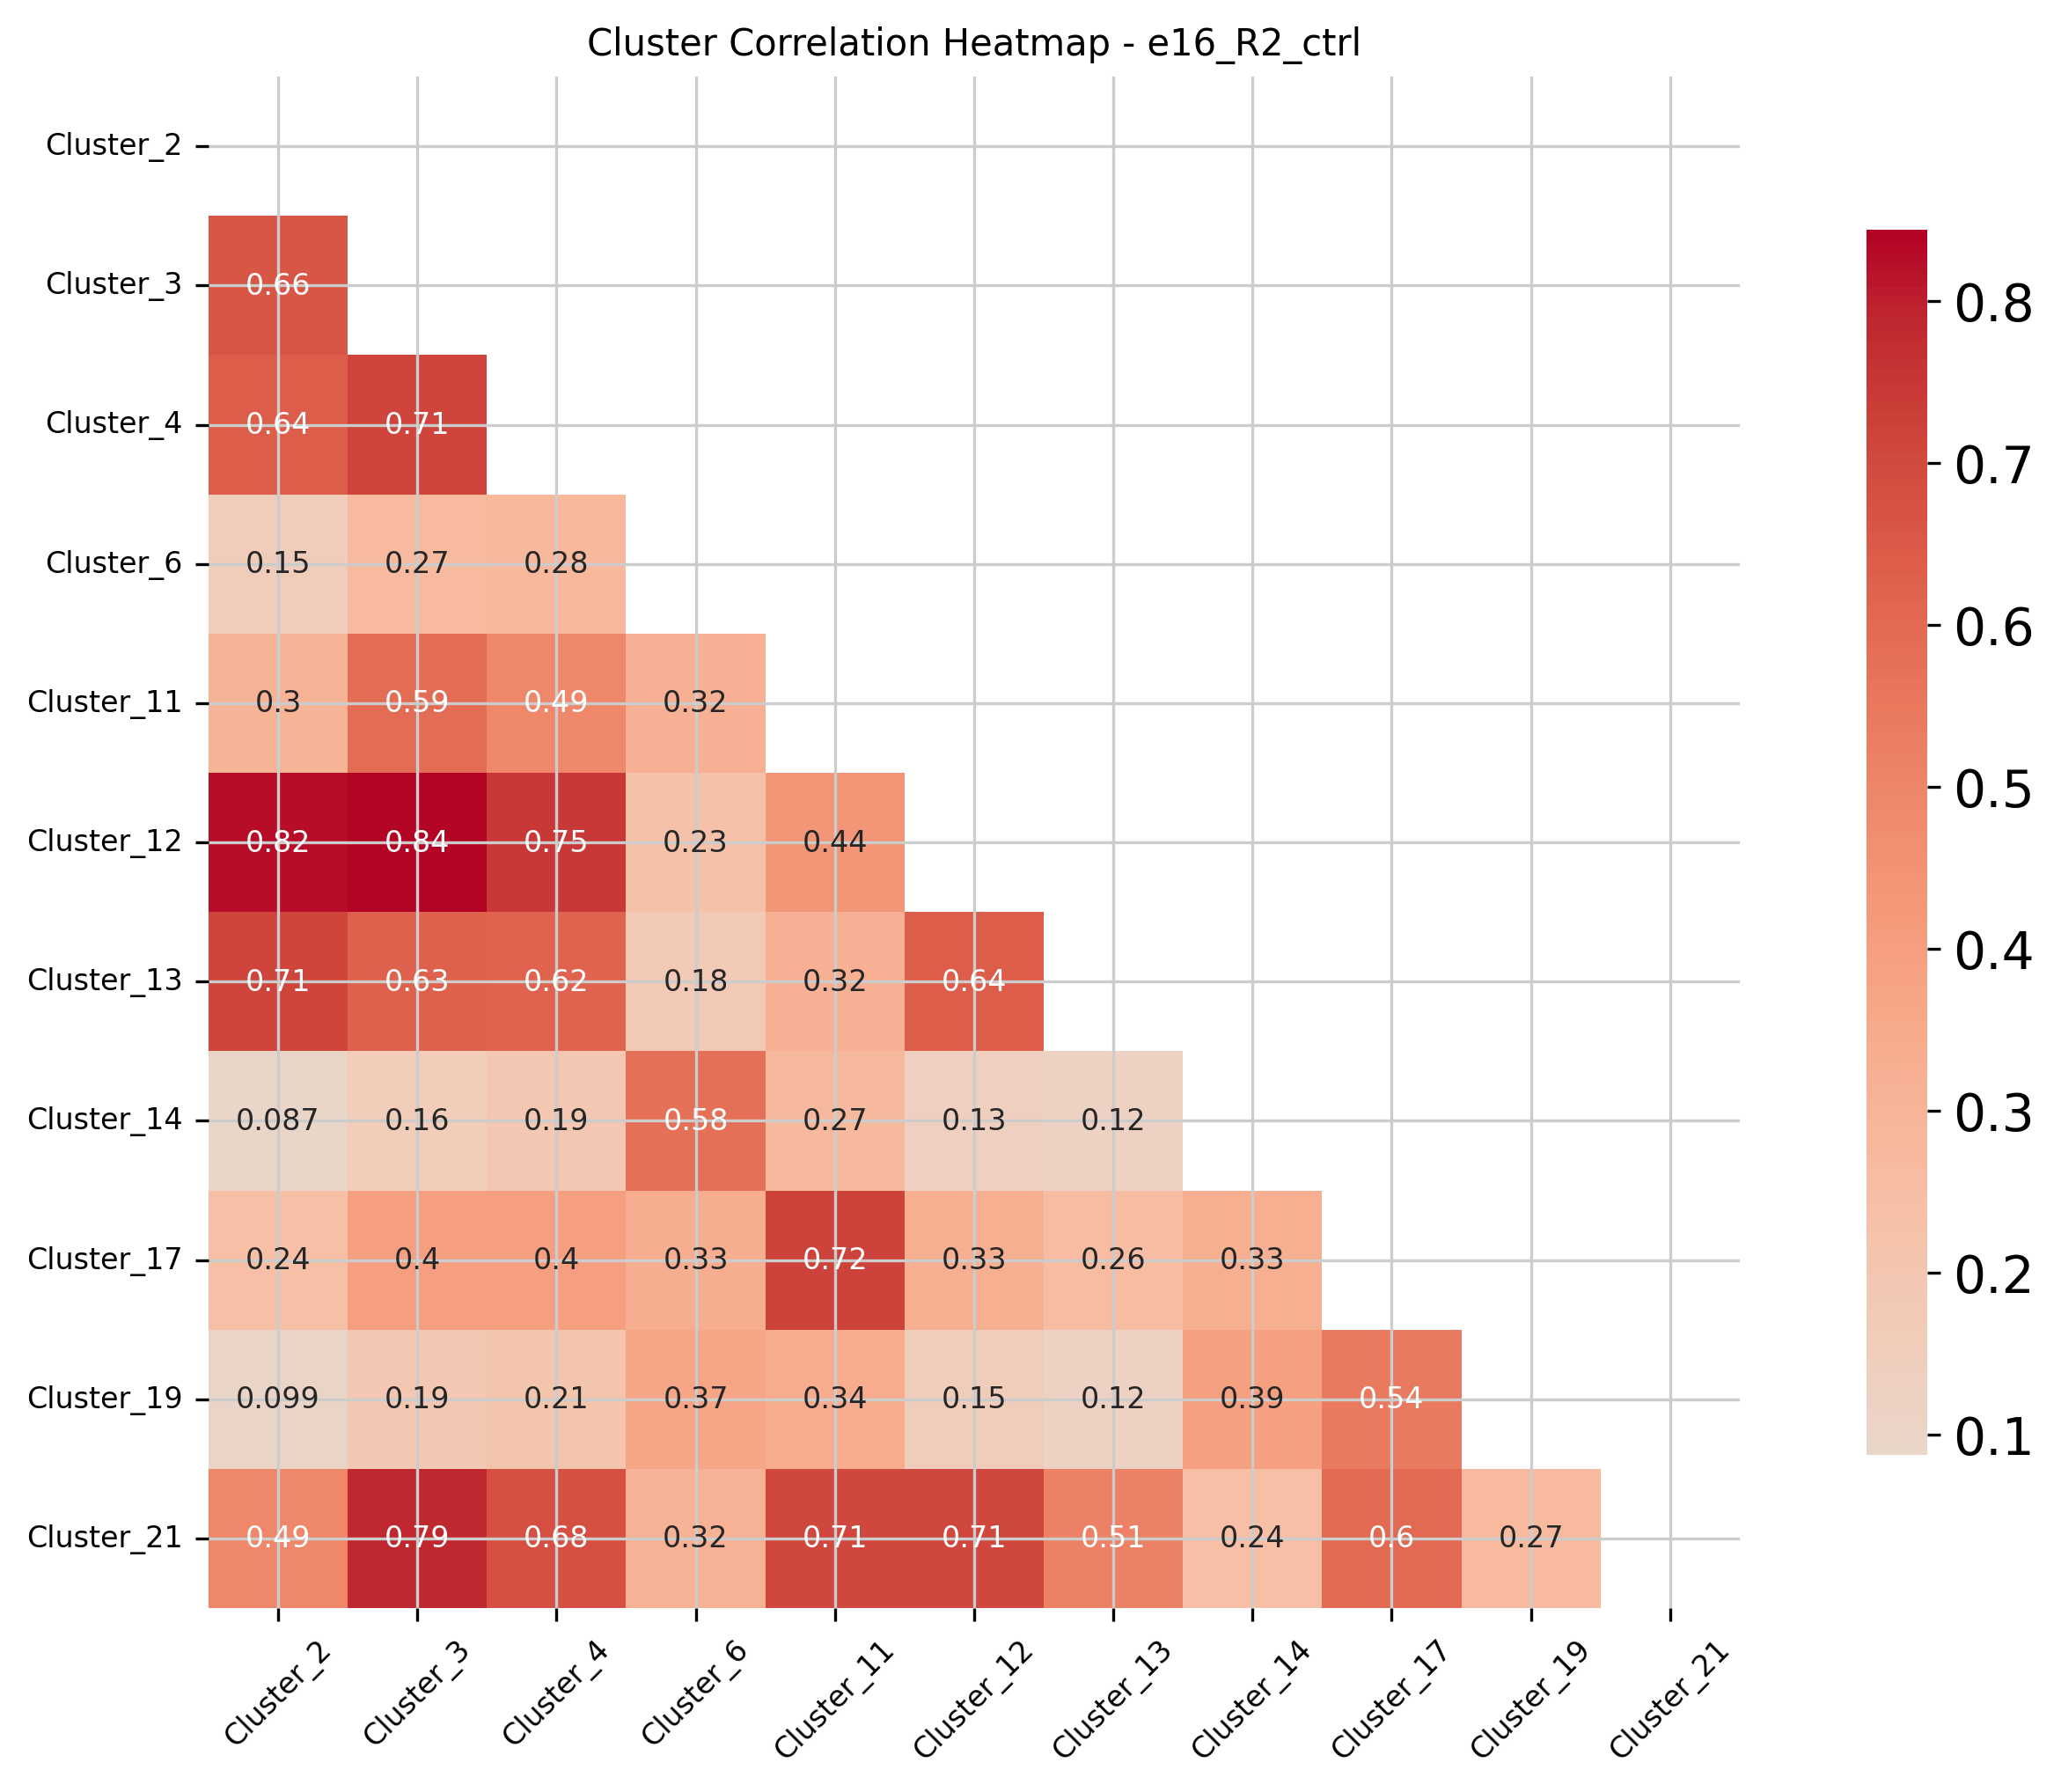 Cluster Correlation Heatmap - e16_R2_ctrl
Cluster_2
Cluster_3 0.66
Cluster_4 0.64 0.71
Cluster_6 0.15 0.27 0.28
Cluster_11 0.3 0.59 0.49 0.32
Cluster_12 0.82 0.84 0.75 0.23 0.44
Cluster_13 0.71 0.63 0.62 0.18 0.32 0.64
Cluster_14 0.087 0.16 0.19 0.58 0.27 0.13 0.12
Cluster_17 0.24 0.4 0.4 0.33 0.72 0.33 0.26 0.33
Cluster_19 0.099 0.19 0.21 0.37 0.34 0.15 0.12 0.39 0.54
Cluster_21 0.49 0.79 0.68 0.32 0.71 0.71 0.51 0.24 0.6 0.27
Cluster_2 Cluster_3 Cluster_4 Cluster_6 Cluster_11 Cluster_12 Cluster_13 Cluster_14 Cluster_17 Cluster_19 Cluster_21
0.8
0.7
0.6
0.5
0.4
0.3
0.2
0.1